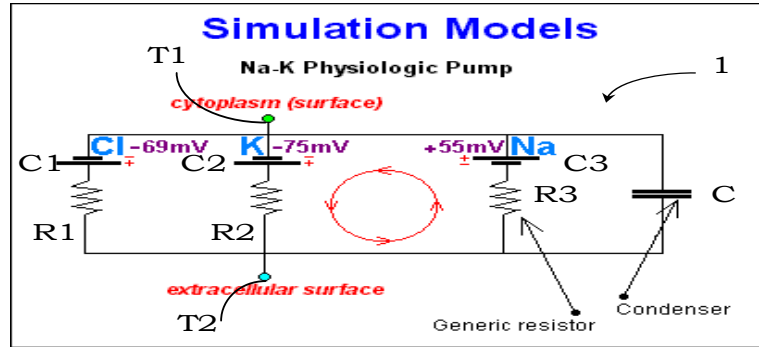 Simulation Models
T1
Na-K Physiologic Pump
1
cytoplasm (surface)
Cl -69mV K -75mV +55mV Na
C1 C2 C3
R1 R2 R3 C
extracellular surface
T2
Generic resistor
Condenser